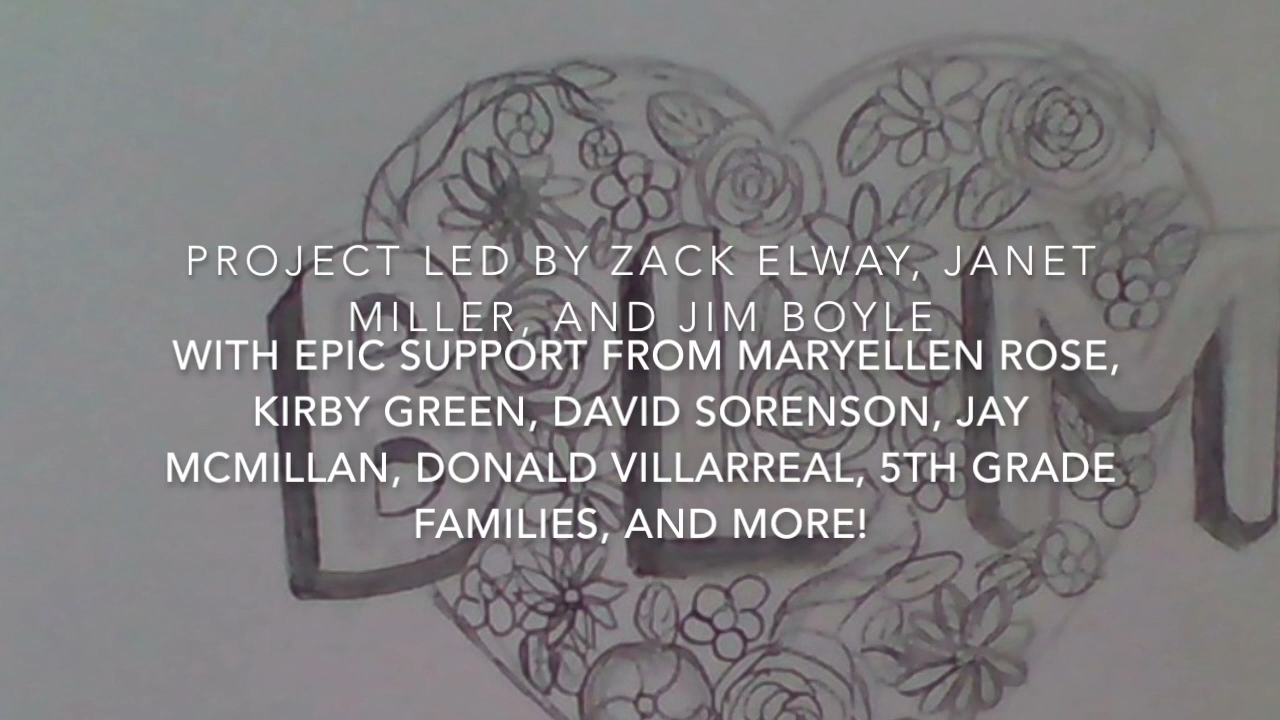 PROJECT LED BY ZACK ELWAY, JANET
MILLER, AND JIM BOYLE
WITH EPIC SUPPORT FROM MARYELLEN ROSE,
KIRBY GREEN, DAVID SORENSON, JAY
MCMILLAN, DONALD VILLARREAL, 5TH GRADE
FAMILIES, AND MORE!
BLM